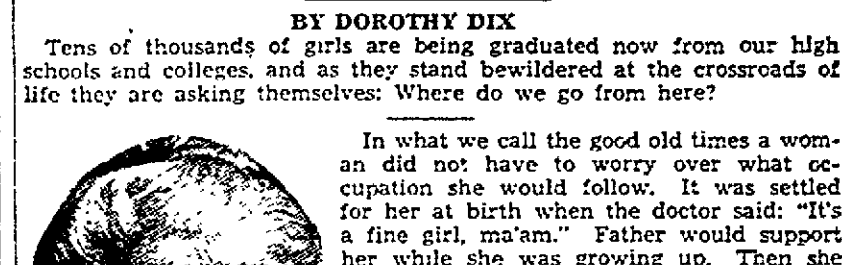 BY DOROTHY DIX
Tens of thousands of girls are being graduated now from our high
schools and colleges, and as they stand bewildered at the crossroads of
life they are asking themselves: Where do we go from here?
In what we call the good old times a wom-
an did not have to worry over what oc-
cupation she would follow. It was settled
for her at birth when the doctor said: "It's
a fine girl, ma'am." Father would support
her while she was growing up. Then she